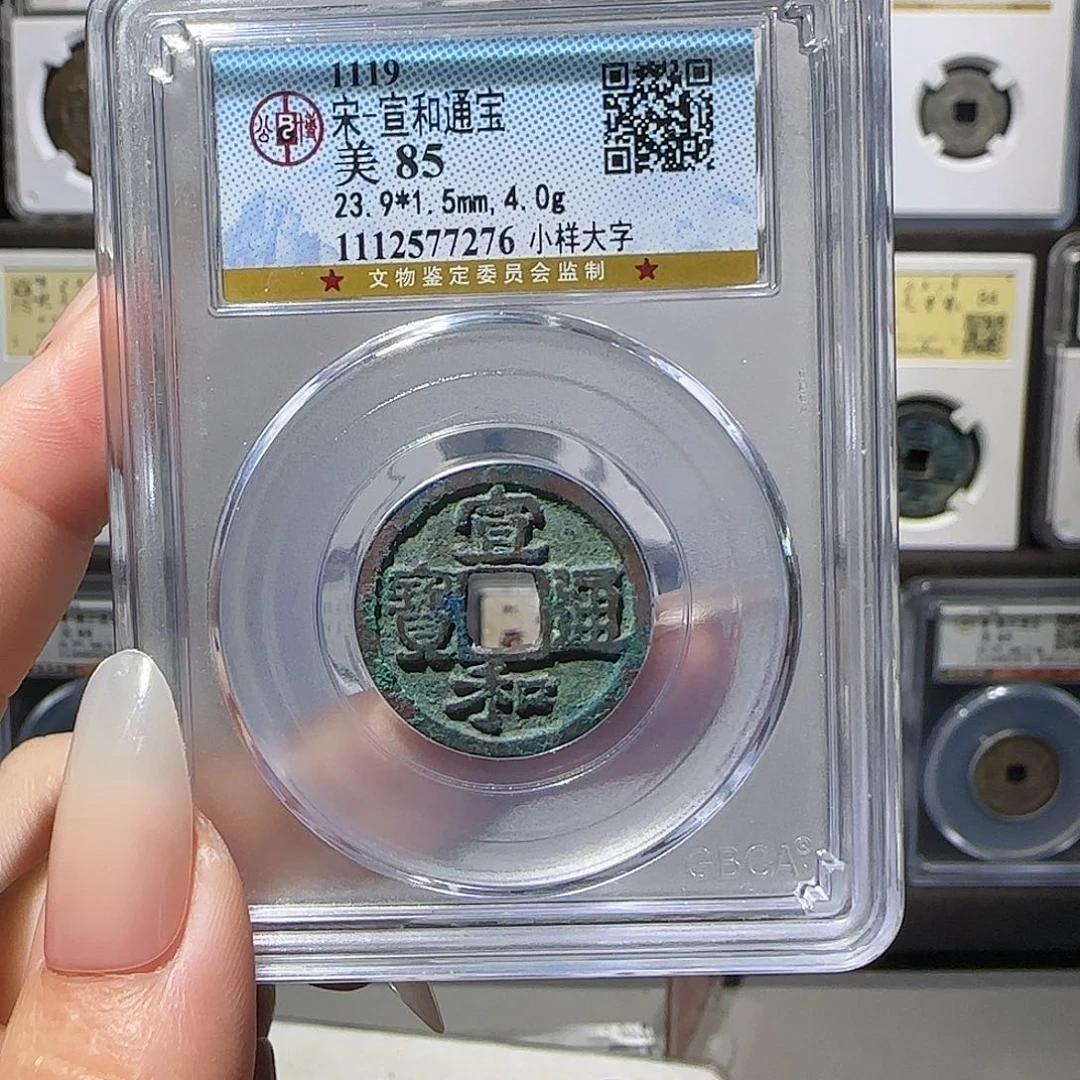 1119
宋-宣和通宝
美 85
23.9*1.5mm,4.0g
1112577276 小样大字
★ 文物鉴定委员会监制 ★
宣
寶 通
和
GBCA®